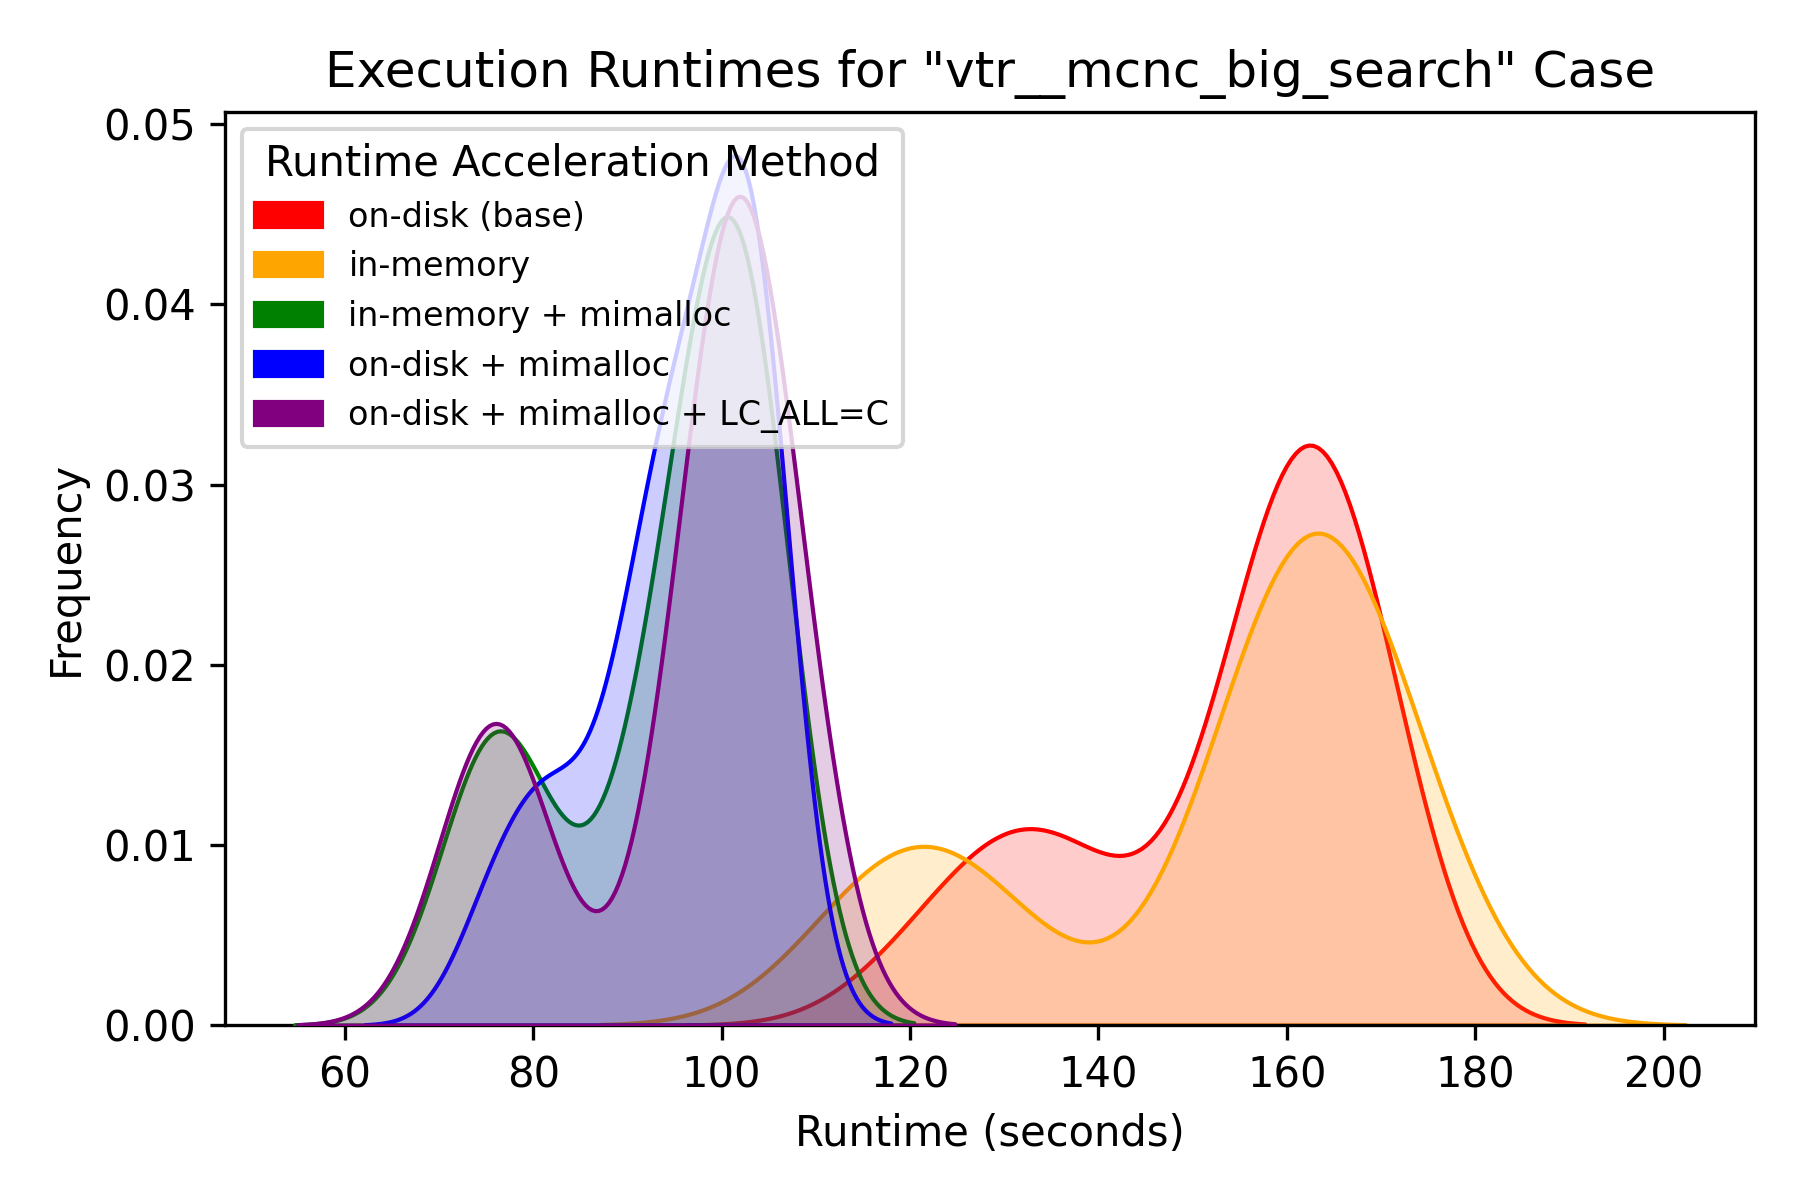 Execution Runtimes for "vtr__mcnc_big_search" Case
0.05
0.04
0.03
0.02
0.01
0.00
Frequency
Runtime Acceleration Method
on-disk (base)
in-memory
in-memory + mimalloc
on-disk + mimalloc
on-disk + mimalloc + LC_ALL=C
60 80 100 120 140 160 180 200
Runtime (seconds)